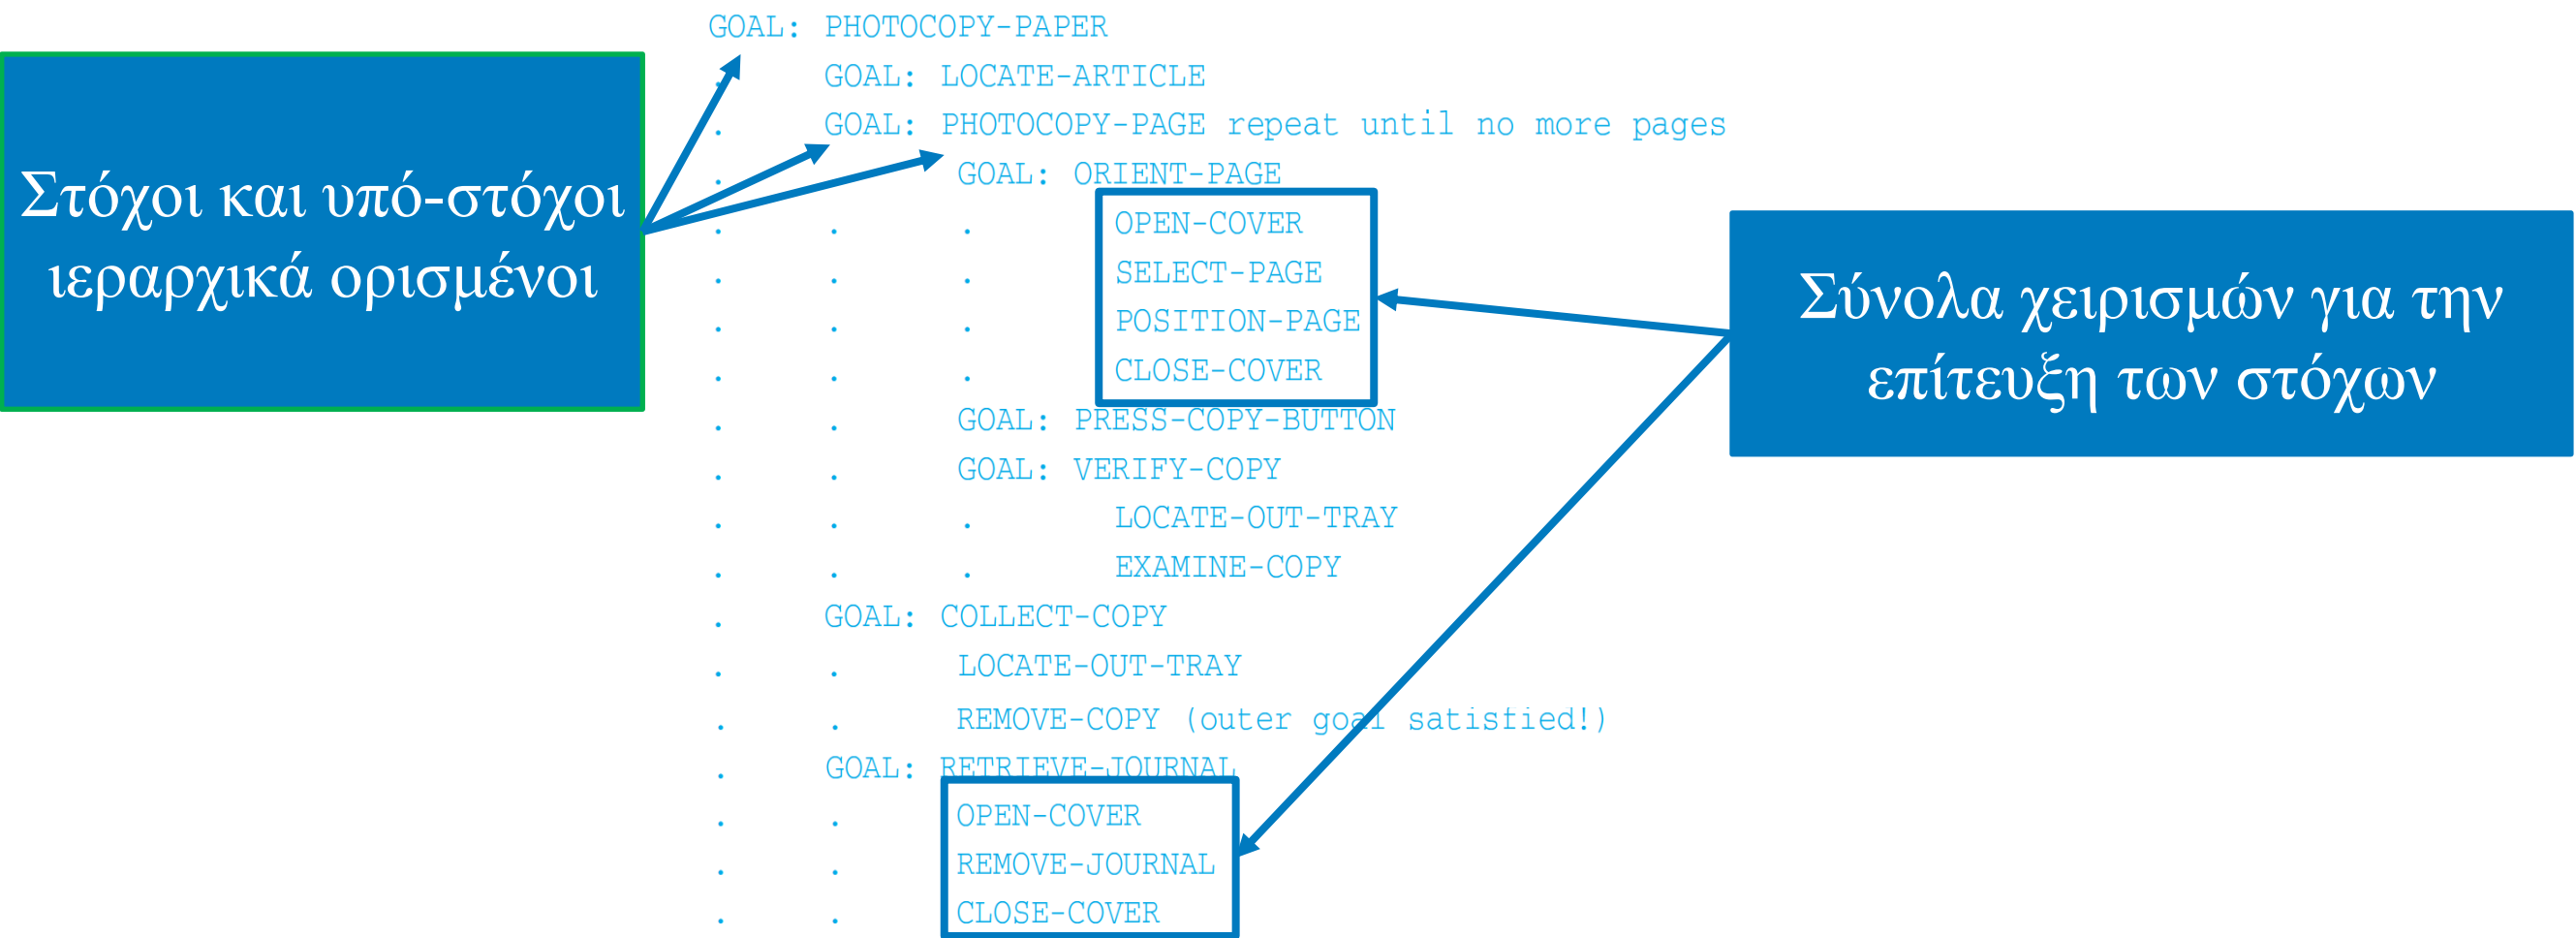 GOAL: PHOTOCOPY-PAPER
. GOAL: LOCATE-ARTICLE
. GOAL: PHOTOCOPY-PAGE repeat until no more pages
. GOAL: ORIENT-PAGE
. . . OPEN-COVER
. . . SELECT-PAGE
. . . POSITION-PAGE
. . . CLOSE-COVER
. . GOAL: PRESS-COPY-BUTTON
. . GOAL: VERIFY-COPY
. . . LOCATE-OUT-TRAY
. . . EXAMINE-COPY
. GOAL: COLLECT-COPY
. . LOCATE-OUT-TRAY
. . REMOVE-COPY (outer goal satisfied!)
. GOAL: RETRIEVE-JOURNAL
. . OPEN-COVER
. . REMOVE-JOURNAL
. . CLOSE-COVER
Στόχοι και υπό-στόχοι
ιεραρχικά ορισμένοι
Σύνολα χειρισμών για την
επίτευξη των στόχων